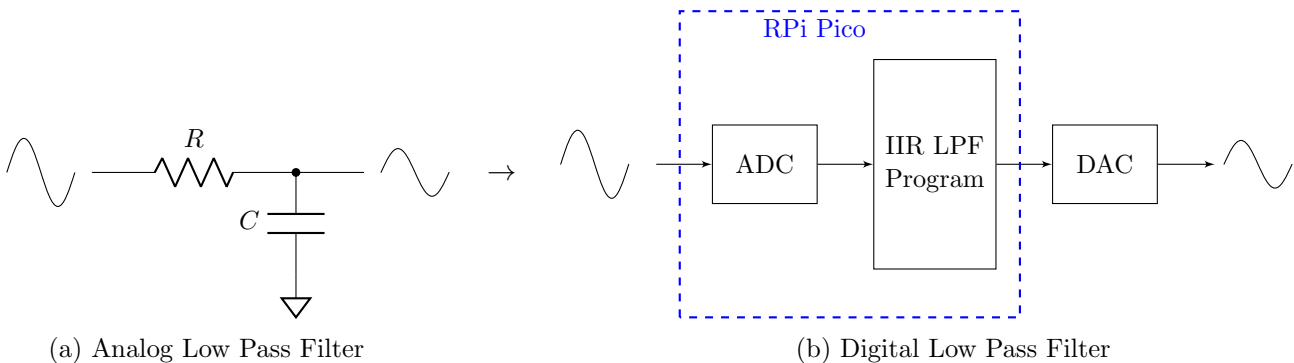 RPi Pico
R
C
→
ADC
IIR LPF
Program
DAC
(a) Analog Low Pass Filter
(b) Digital Low Pass Filter